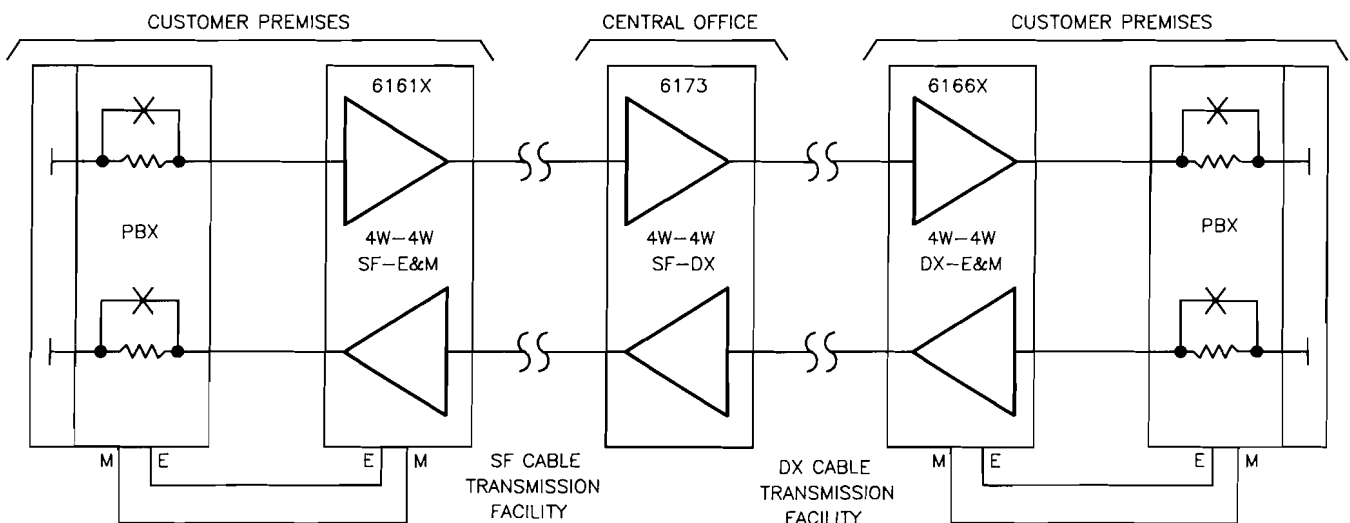 CUSTOMER PREMISES
CENTRAL OFFICE
CUSTOMER PREMISES
6161X
6173
6166X
PBX
4W-4W
SF-E&M
4W-4W
SF-DX
4W-4W
DX-E&M
PBX
M E
E M
M E
E M
SF CABLE
TRANSMISSION
FACILITY
DX CABLE
TRANSMISSION
FACILITY